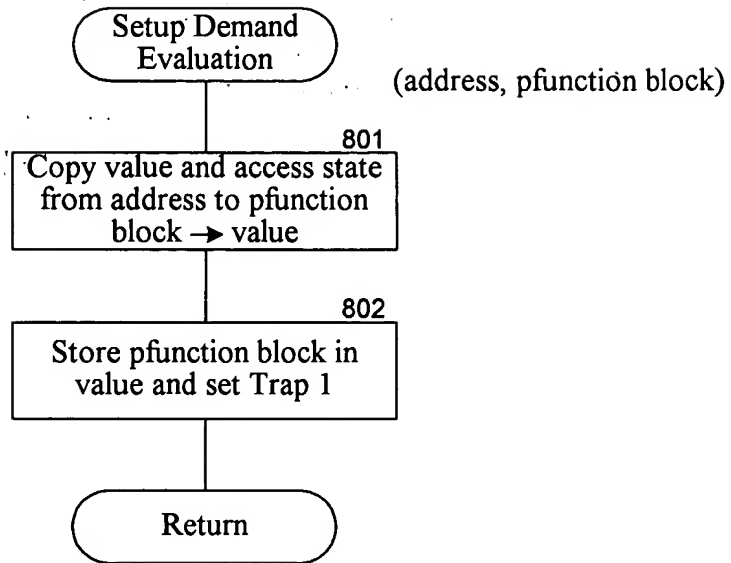 Setup Demand
Evaluation
(address, pfunction block)
801
Copy value and access state
from address to pfunction
block → value
802
Store pfunction block in
value and set Trap 1
Return